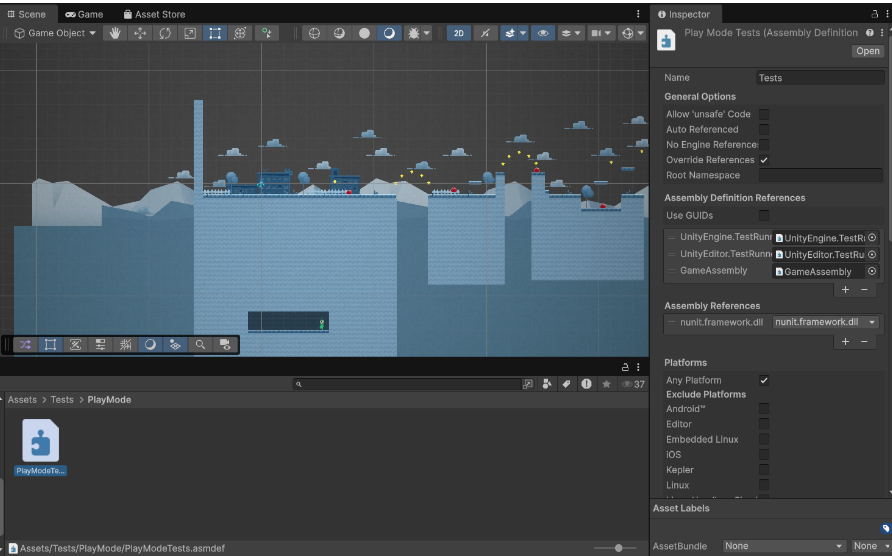 Scene Game Asset Store
Game Object 2D
Inspector
Play Mode Tests (Assembly Definition
Open
Name Tests
General Options
Allow 'unsafe' Code
Auto Referenced
No Engine Reference
Override References
Root Namespace
Assembly Definition References
Use GUIDs
UnityEngine.TestRunn UnityEngine.TestR
UnityEditor.TestRunne UnityEditor.TestRu
GameAssembly GameAssembly
+ −
Assembly References
nunit.framework.dll nunit.framework.dll
+ −
Platforms
Any Platform
Exclude Platforms
Android™
Editor
Embedded Linux
iOS
Kepler
Linux
Asset Labels
AssetBundle None None
37
Assets > Tests > PlayMode
PlayModeTe...
Assets/Tests/PlayMode/PlayModeTests.asmdef